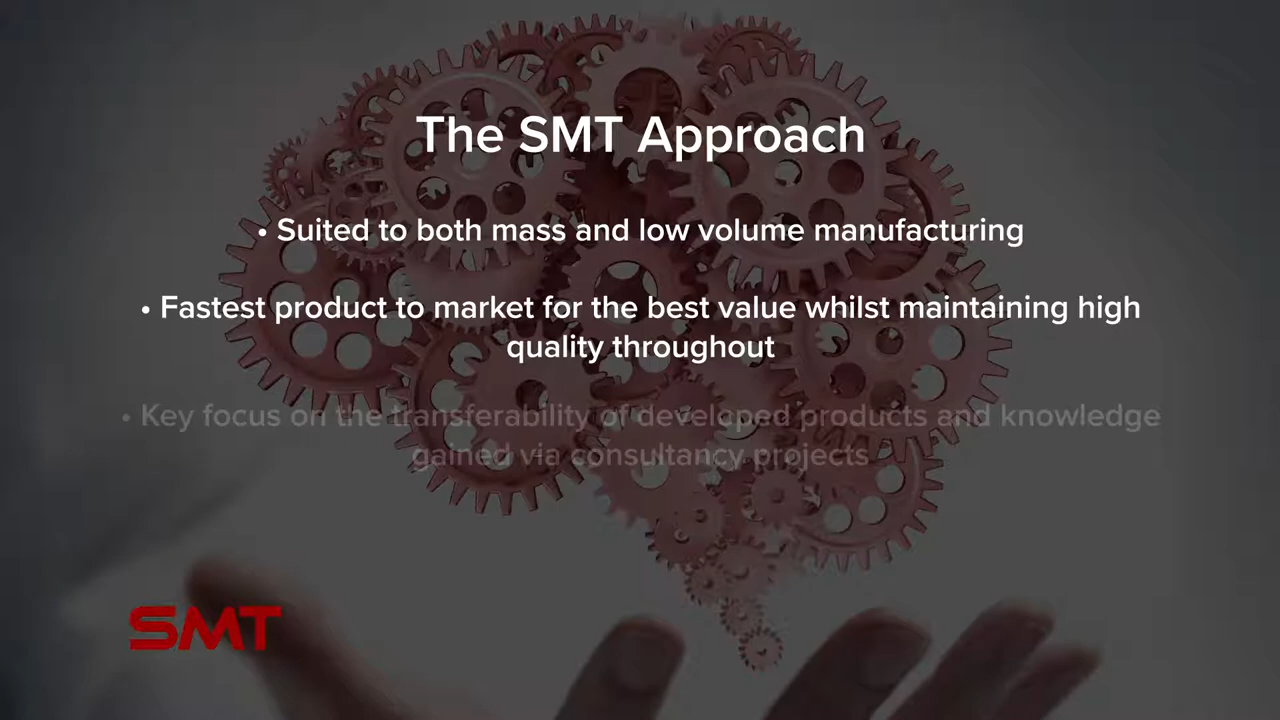 The SMT Approach
• Suited to both mass and low volume manufacturing
• Fastest product to market for the best value whilst maintaining high
quality throughout
• Key focus on the transferability of developed products and knowledge
gained via consultancy projects
SMT